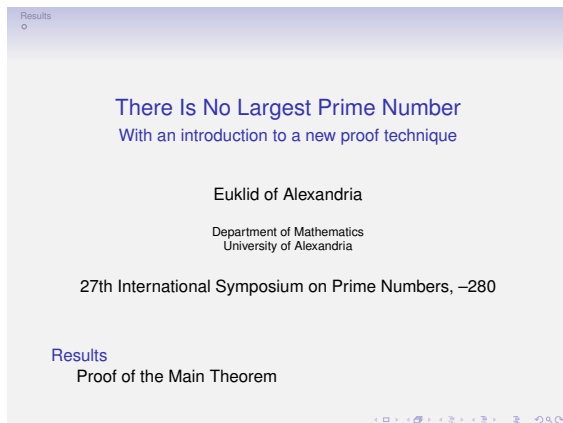 Results
There Is No Largest Prime Number
With an introduction to a new proof technique
Euklid of Alexandria
Department of Mathematics
University of Alexandria
27th International Symposium on Prime Numbers, –280
Results
Proof of the Main Theorem